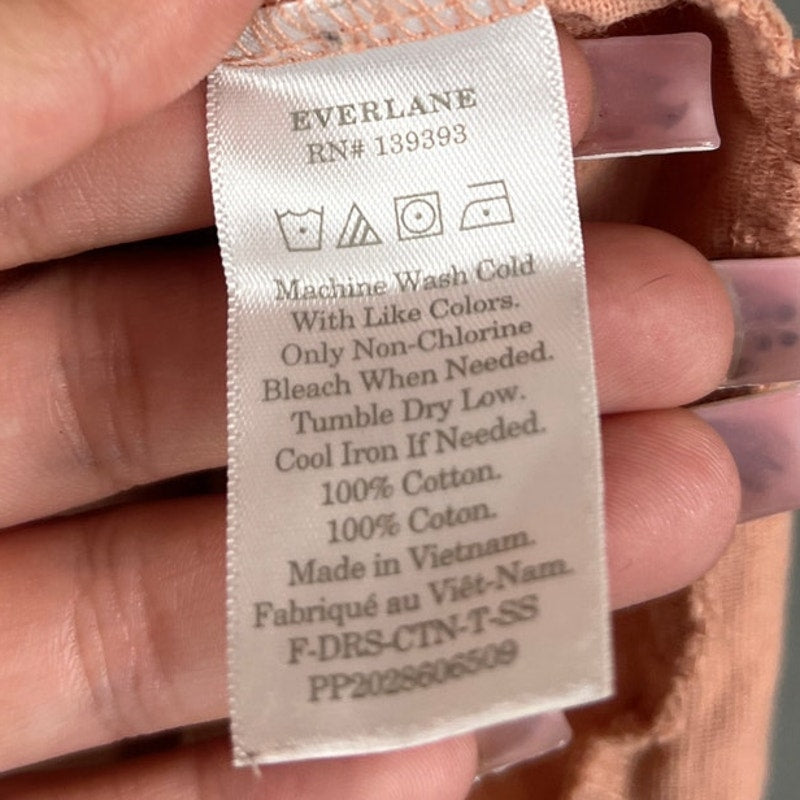 EVERLANE
RN# 139393
Machine Wash Cold
With Like Colors.
Only Non-Chlorine
Bleach When Needed.
Tumble Dry Low.
Cool Iron If Needed.
100% Cotton.
100% Coton.
Made in Vietnam.
Fabriqué au Viêt-Nam.
F-DRS-CTN-T-SS
PP2028606509